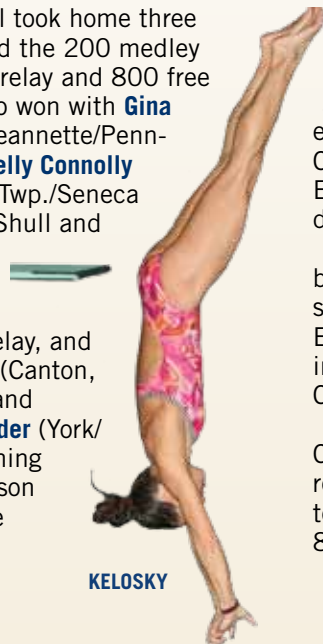 l took home three
d the 200 medley
relay and 800 free
o won with Gina
eannette/Penn-
elly Connolly
Twp./Seneca
Shull and
elay, and
(Canton,
and
der (York/
ning
son
e
KELOSKY
e
C
E
d
b
s
E
i
C
C
r
t
8